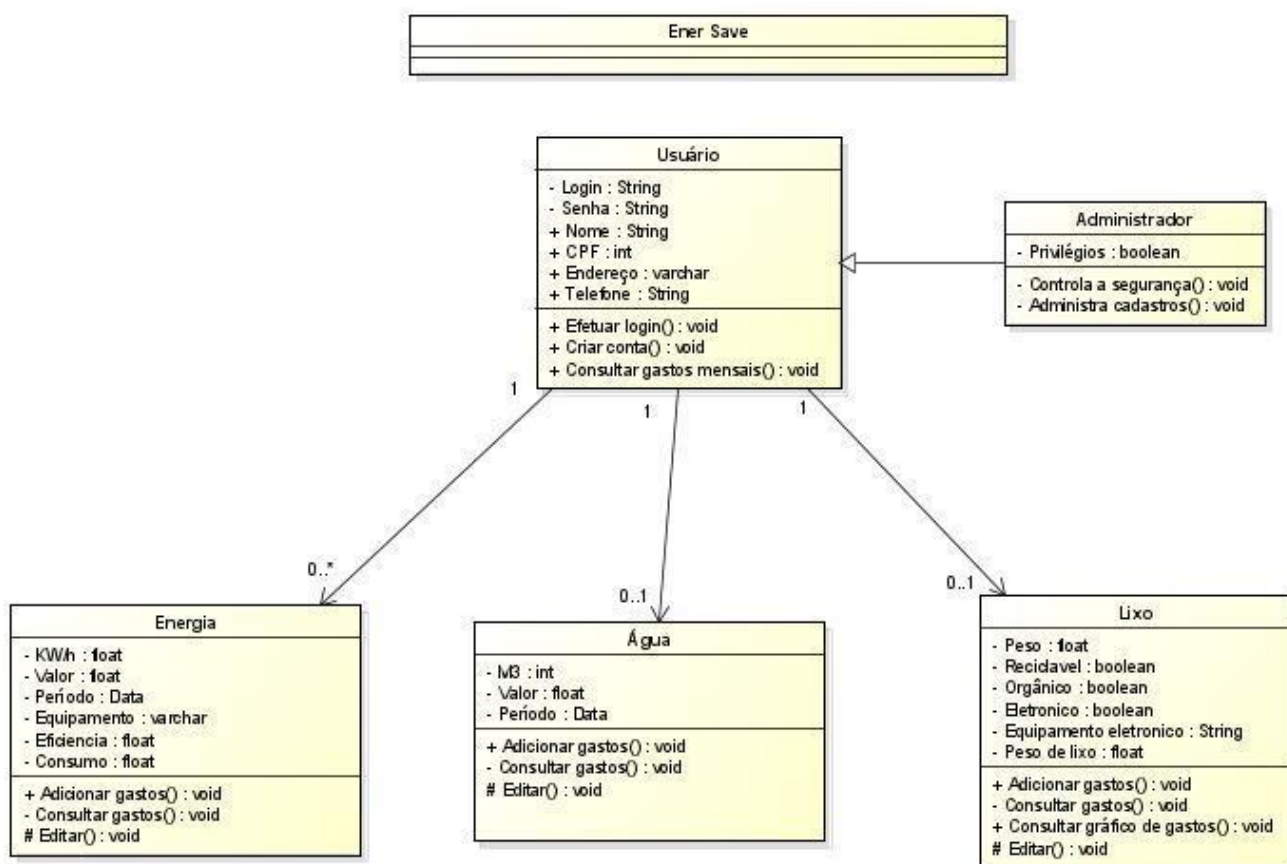 Ener Save
Usuário
- Login : String
- Senha : String
+ Nome : String
+ CPF : int
+ Endereço : varchar
+ Telefone : String
+ Efetuar login() : void
+ Criar conta() : void
+ Consultar gastos mensais() : void
Administrador
- Privilégios : boolean
- Controla a segurança() : void
- Administra cadastros() : void
1
1
1
0..*
0..1
0..1
Energia
- KW/h : float
- Valor : float
- Período : Data
- Equipamento : varchar
- Eficiencia : float
- Consumo : float
+ Adicionar gastos() : void
- Consultar gastos() : void
# Editar() : void
Água
- M3 : int
- Valor : float
- Período : Data
+ Adicionar gastos() : void
- Consultar gastos() : void
# Editar() : void
Lixo
- Peso : float
- Reciclavel : boolean
- Orgânico : boolean
- Eletronico : boolean
- Equipamento eletronico : String
- Peso de lixo : float
+ Adicionar gastos() : void
- Consultar gastos() : void
+ Consultar gráfico de gastos() : void
# Editar() : void